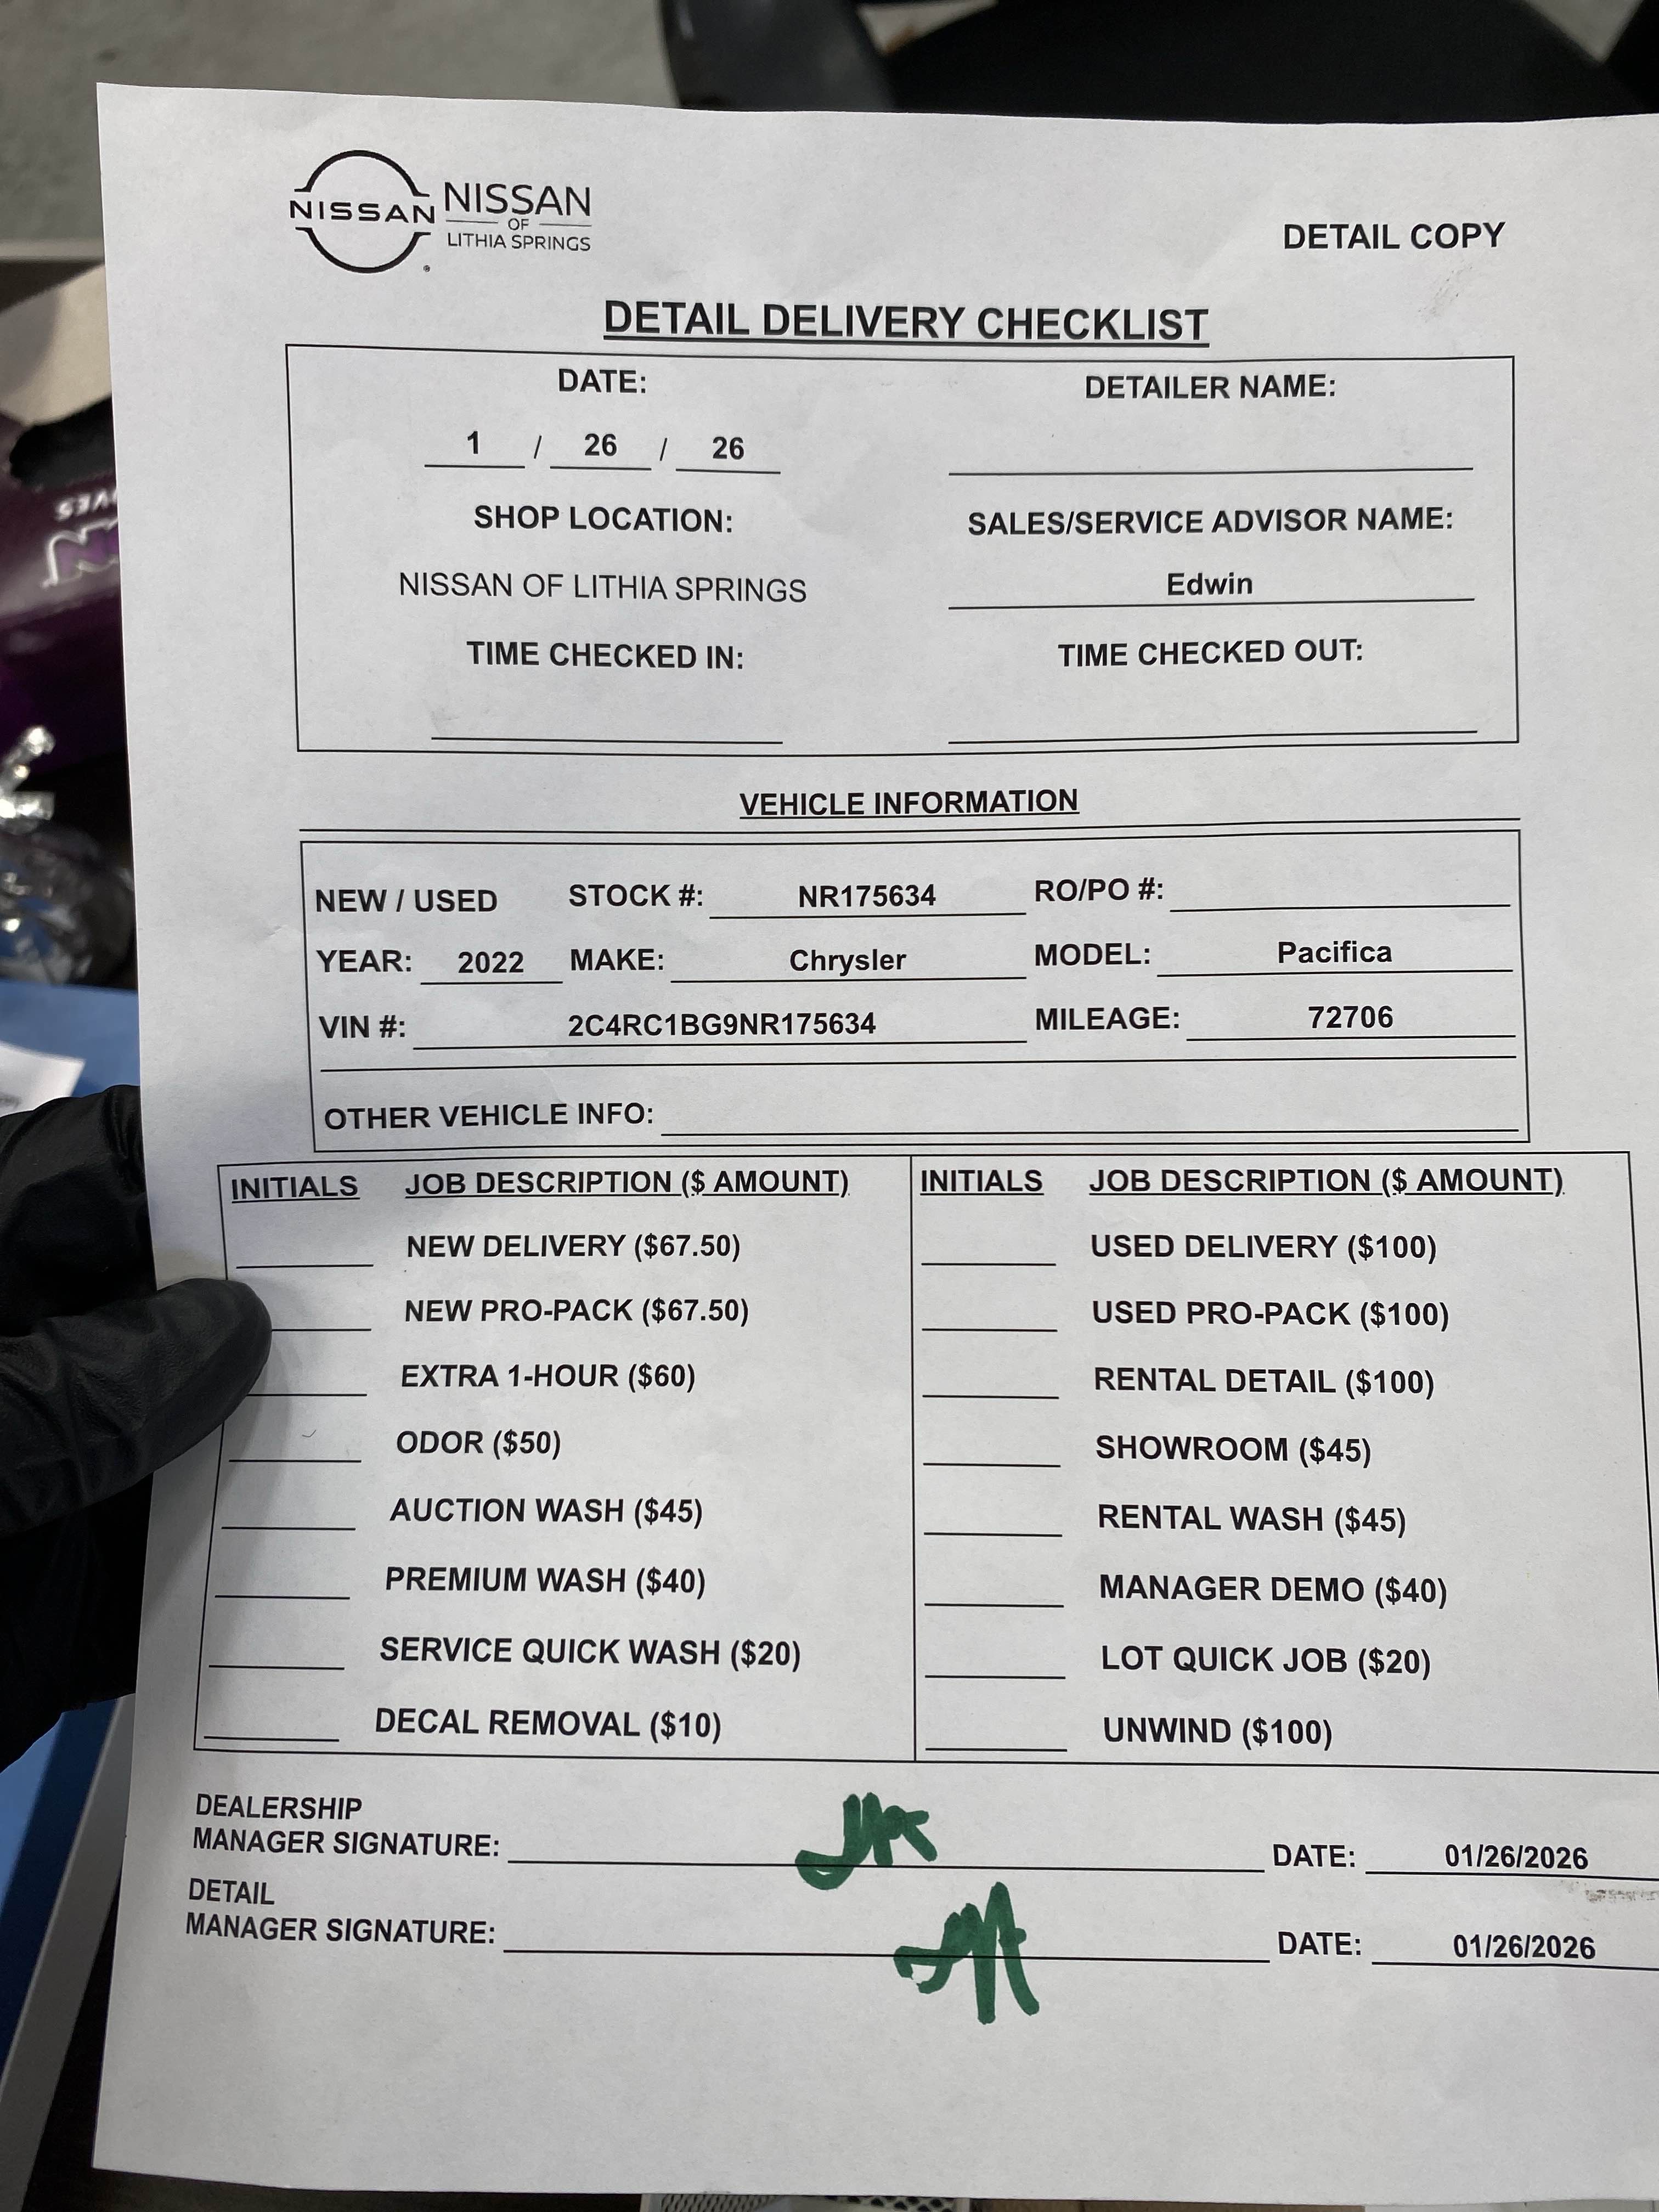 NISSAN NISSAN
OF
LITHIA SPRINGS
DETAIL COPY
DETAIL DELIVERY CHECKLIST
DATE: DETAILER NAME:
1 / 26 / 26
SHOP LOCATION: SALES/SERVICE ADVISOR NAME:
NISSAN OF LITHIA SPRINGS Edwin
TIME CHECKED IN: TIME CHECKED OUT:
VEHICLE INFORMATION
NEW / USED STOCK #: NR175634 RO/PO #:
YEAR: 2022 MAKE: Chrysler MODEL: Pacifica
VIN #: 2C4RC1BG9NR175634 MILEAGE: 72706
OTHER VEHICLE INFO:
INITIALS JOB DESCRIPTION ($ AMOUNT) INITIALS JOB DESCRIPTION ($ AMOUNT)
NEW DELIVERY ($67.50) USED DELIVERY ($100)
NEW PRO-PACK ($67.50) USED PRO-PACK ($100)
EXTRA 1-HOUR ($60) RENTAL DETAIL ($100)
ODOR ($50) SHOWROOM ($45)
AUCTION WASH ($45) RENTAL WASH ($45)
PREMIUM WASH ($40) MANAGER DEMO ($40)
SERVICE QUICK WASH ($20) LOT QUICK JOB ($20)
DECAL REMOVAL ($10) UNWIND ($100)
DEALERSHIP
MANAGER SIGNATURE: DATE: 01/26/2026
DETAIL
MANAGER SIGNATURE: DATE: 01/26/2026